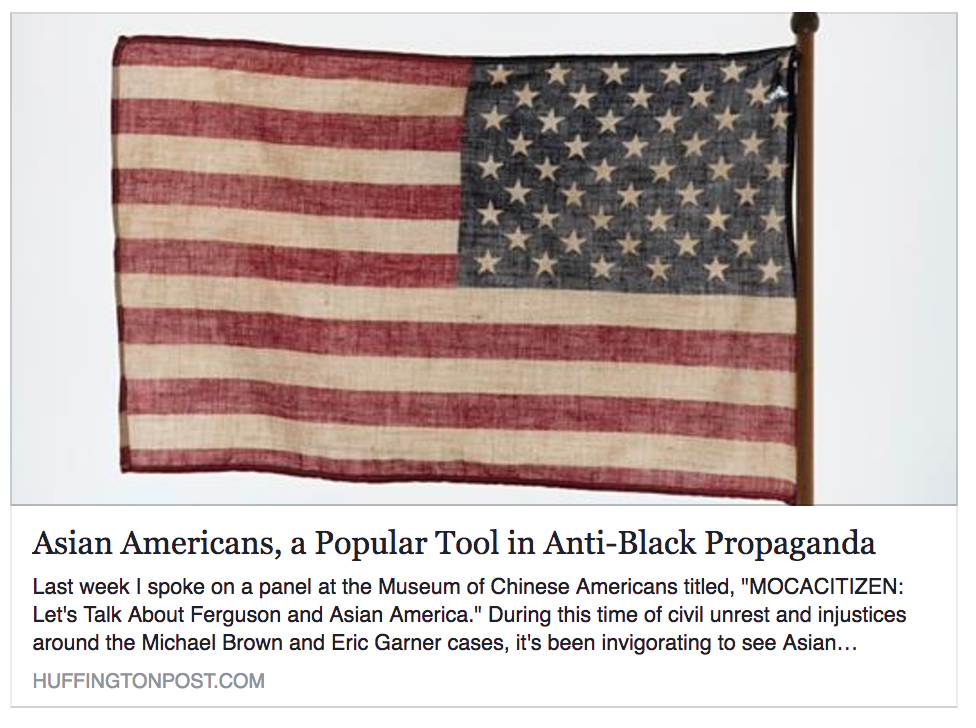 Asian Americans, a Popular Tool in Anti-Black Propaganda
Last week I spoke on a panel at the Museum of Chinese Americans titled, "MOCACITIZEN:
Let's Talk About Ferguson and Asian America." During this time of civil unrest and injustices
around the Michael Brown and Eric Garner cases, it's been invigorating to see Asian…
HUFFINGTONPOST.COM